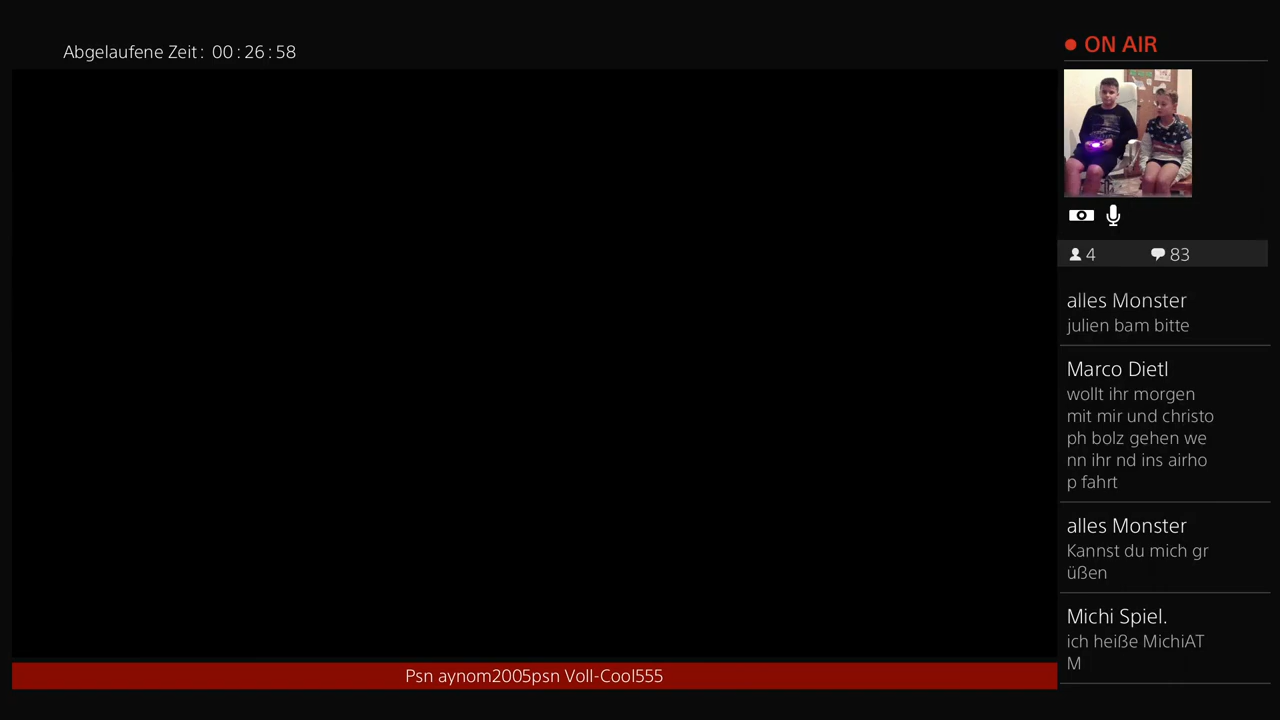 Abgelaufene Zeit: 00:26:58
ON AIR
4 83
alles Monster
julien bam bitte
Marco Dietl
wollt ihr morgen
mit mir und christo
ph bolz gehen we
nn ihr nd ins airho
p fahrt
alles Monster
Kannst du mich gr
üßen
Michi Spiel.
ich heiße MichiAT
M
Psn aynom2005psn Voll-Cool555